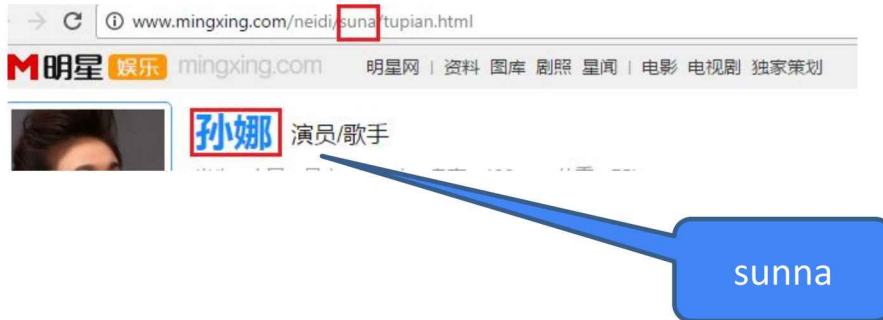 www.mingxing.com/neidi/suna/tupian.html
M明星 娱乐 mingxing.com 明星网 | 资料 图库 剧照 星闻 | 电影 电视剧 独家策划
孙娜 演员/歌手
sunna